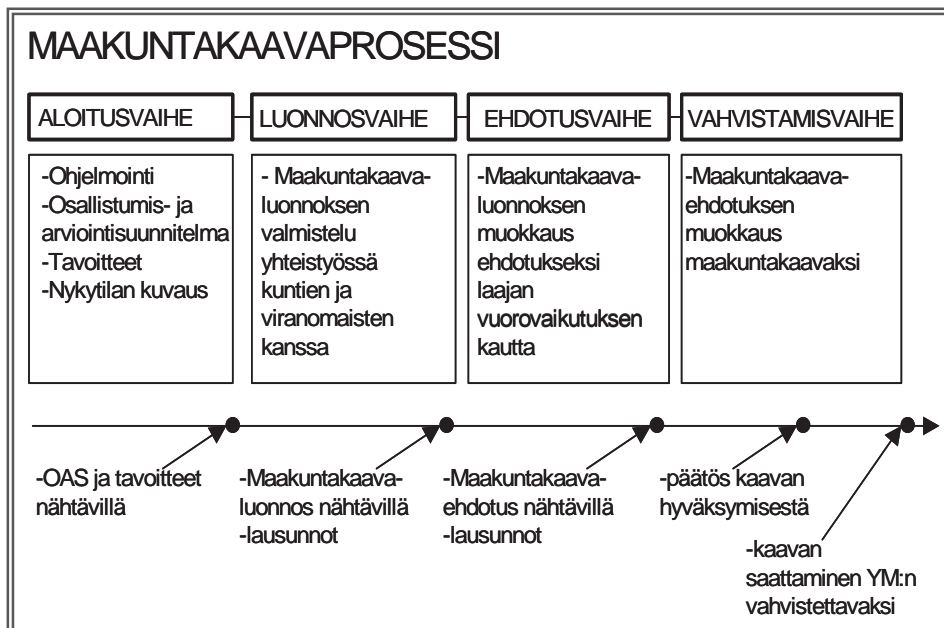 MAAKUNTAKAAVAPROSESSI
ALOITUSVAIHE
-Ohjelmointi
-Osallistumis- ja
arviointisuunnitelma
-Tavoitteet
-Nykytilan kuvaus
LUONNOSVAIHE
- Maakuntakaava-
luonnoksen
valmistelu
yhteistyössä
kuntien ja
viranomaisten
kanssa
EHDOTUSVAIHE
-Maakuntakaava-
luonnoksen
muokkaus
ehdotukseksi
laajan
vuorovaikutuksen
kautta
VAHVISTAMISVAIHE
-Maakuntakaava-
ehdotuksen
muokkaus
maakuntakaavaksi
-OAS ja tavoitteet
nähtävillä
-Maakuntakaava-
luonnos nähtävillä
-lausunnot
-Maakuntakaava-
ehdotus nähtävillä
-lausunnot
-päätös kaavan
hyväksymisestä
-kaavan
saattaminen YM:n
vahvistettavaksi